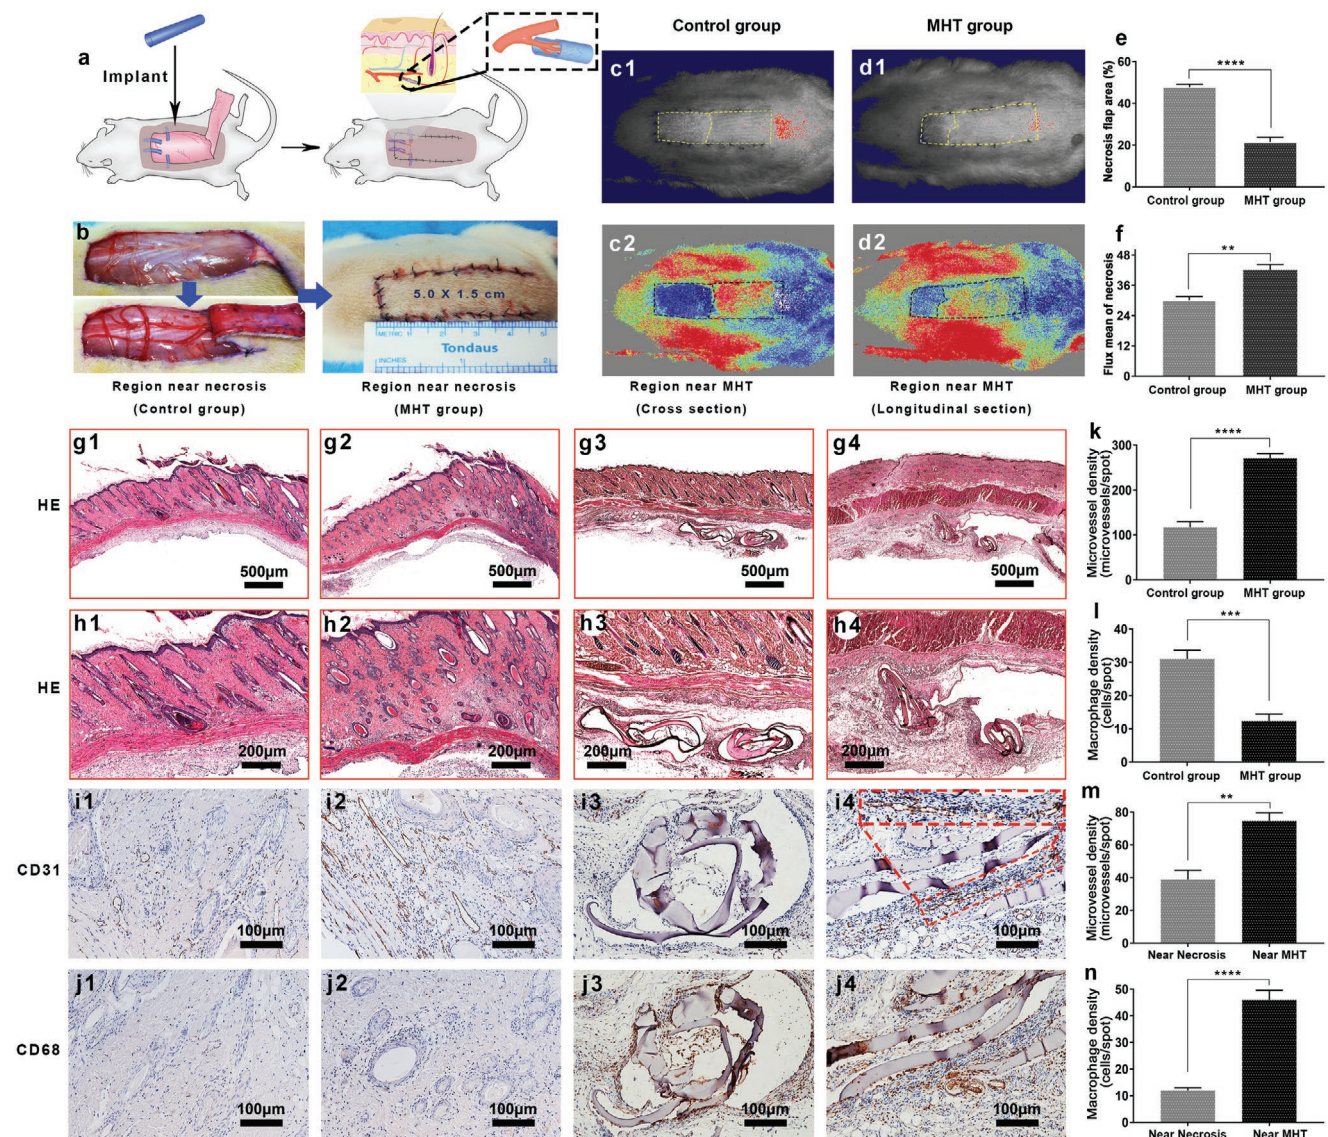 Control group
MHT group
a
Implant
c1
d1
e
Necrosis flap area (%)
60
40
20
0
****
Control group
MHT group
b
5.0 X 1.5 cm
METRIC 1 2 3 4 5
Tondaus
INCHES 1 2
c2
d2
f
Flux mean of necrosis
48
36
24
12
0
**
Control group
MHT group
Region near necrosis
(Control group)
Region near necrosis
(MHT group)
Region near MHT
(Cross section)
Region near MHT
(Longitudinal section)
HE
g1
500μm
g2
500μm
g3
500μm
g4
500μm
k
Microvessel density
(microvessels/spot)
300
200
100
0
****
Control group
MHT group
HE
h1
200μm
h2
200μm
h3
200μm
h4
200μm
l
Macrophage density
(cells/spot)
40
30
20
10
0
***
Control group
MHT group
CD31
i1
100μm
i2
100μm
i3
100μm
i4
100μm
m
Microvessel density
(microvessels/spot)
80
60
40
20
0
**
Near Necrosis
Near MHT
CD68
j1
100μm
j2
100μm
j3
100μm
j4
100μm
n
Macrophage density
(cells/spot)
50
40
30
20
10
0
****
Near Necrosis
Near MHT